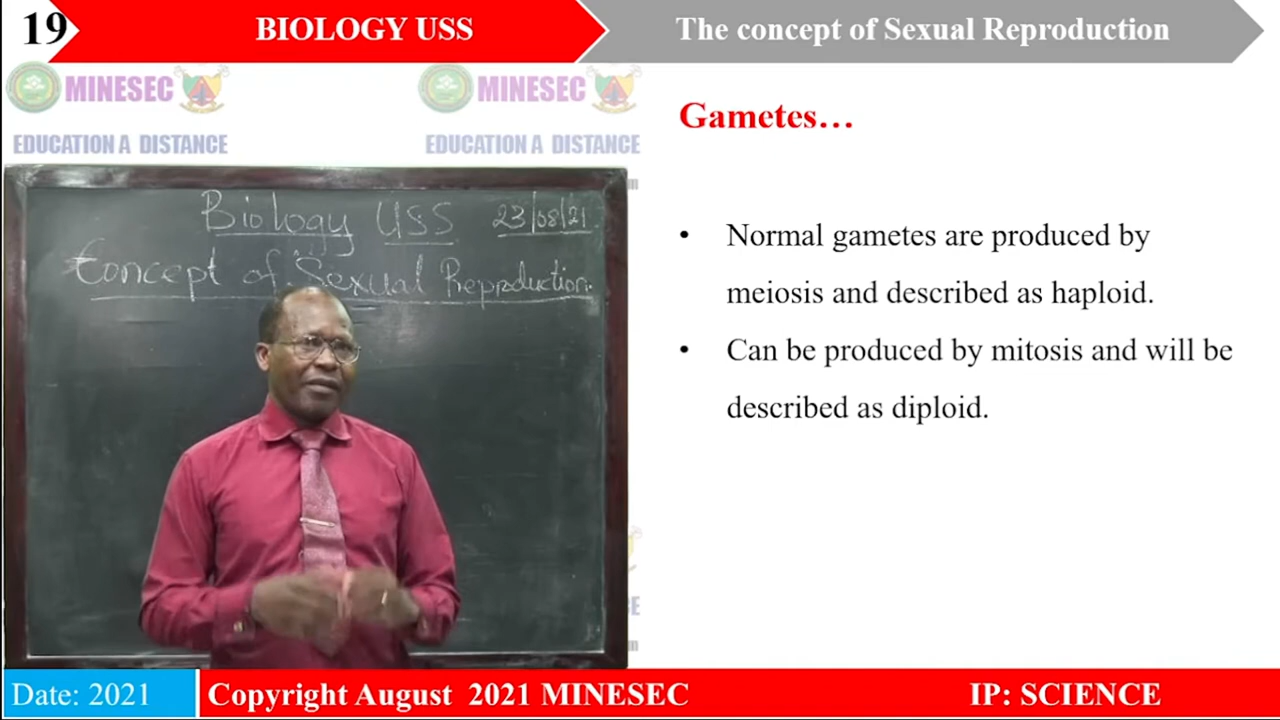 19
BIOLOGY USS
The concept of Sexual Reproduction
MINESEC
MINESEC
EDUCATION A DISTANCE
EDUCATION A DISTANCE
Biology USS 23/08/21
Concept of Sexual Reproduction.
Gametes…
• Normal gametes are produced by
meiosis and described as haploid.
• Can be produced by mitosis and will be
described as diploid.
Date: 2021
Copyright August 2021 MINESEC
IP: SCIENCE